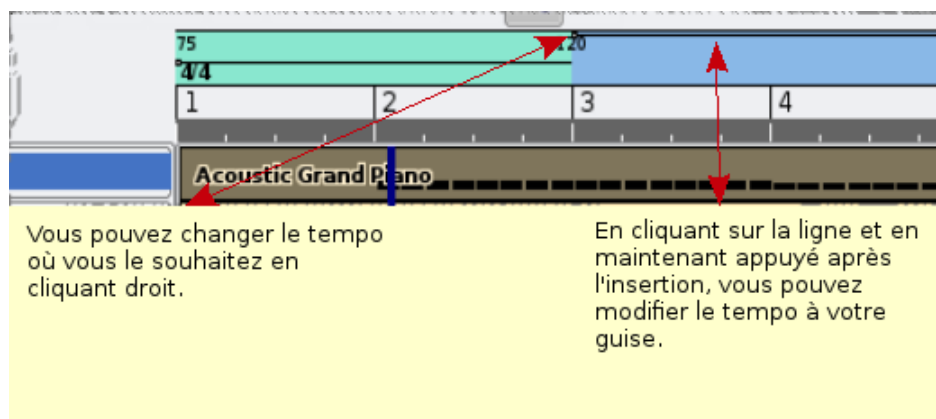 75 120
4/4
1 2 3 4
Acoustic Grand Piano
Vous pouvez changer le tempo
où vous le souhaitez en
cliquant droit.
En cliquant sur la ligne et en
maintenant appuyé après
l'insertion, vous pouvez
modifier le tempo à votre
guise.